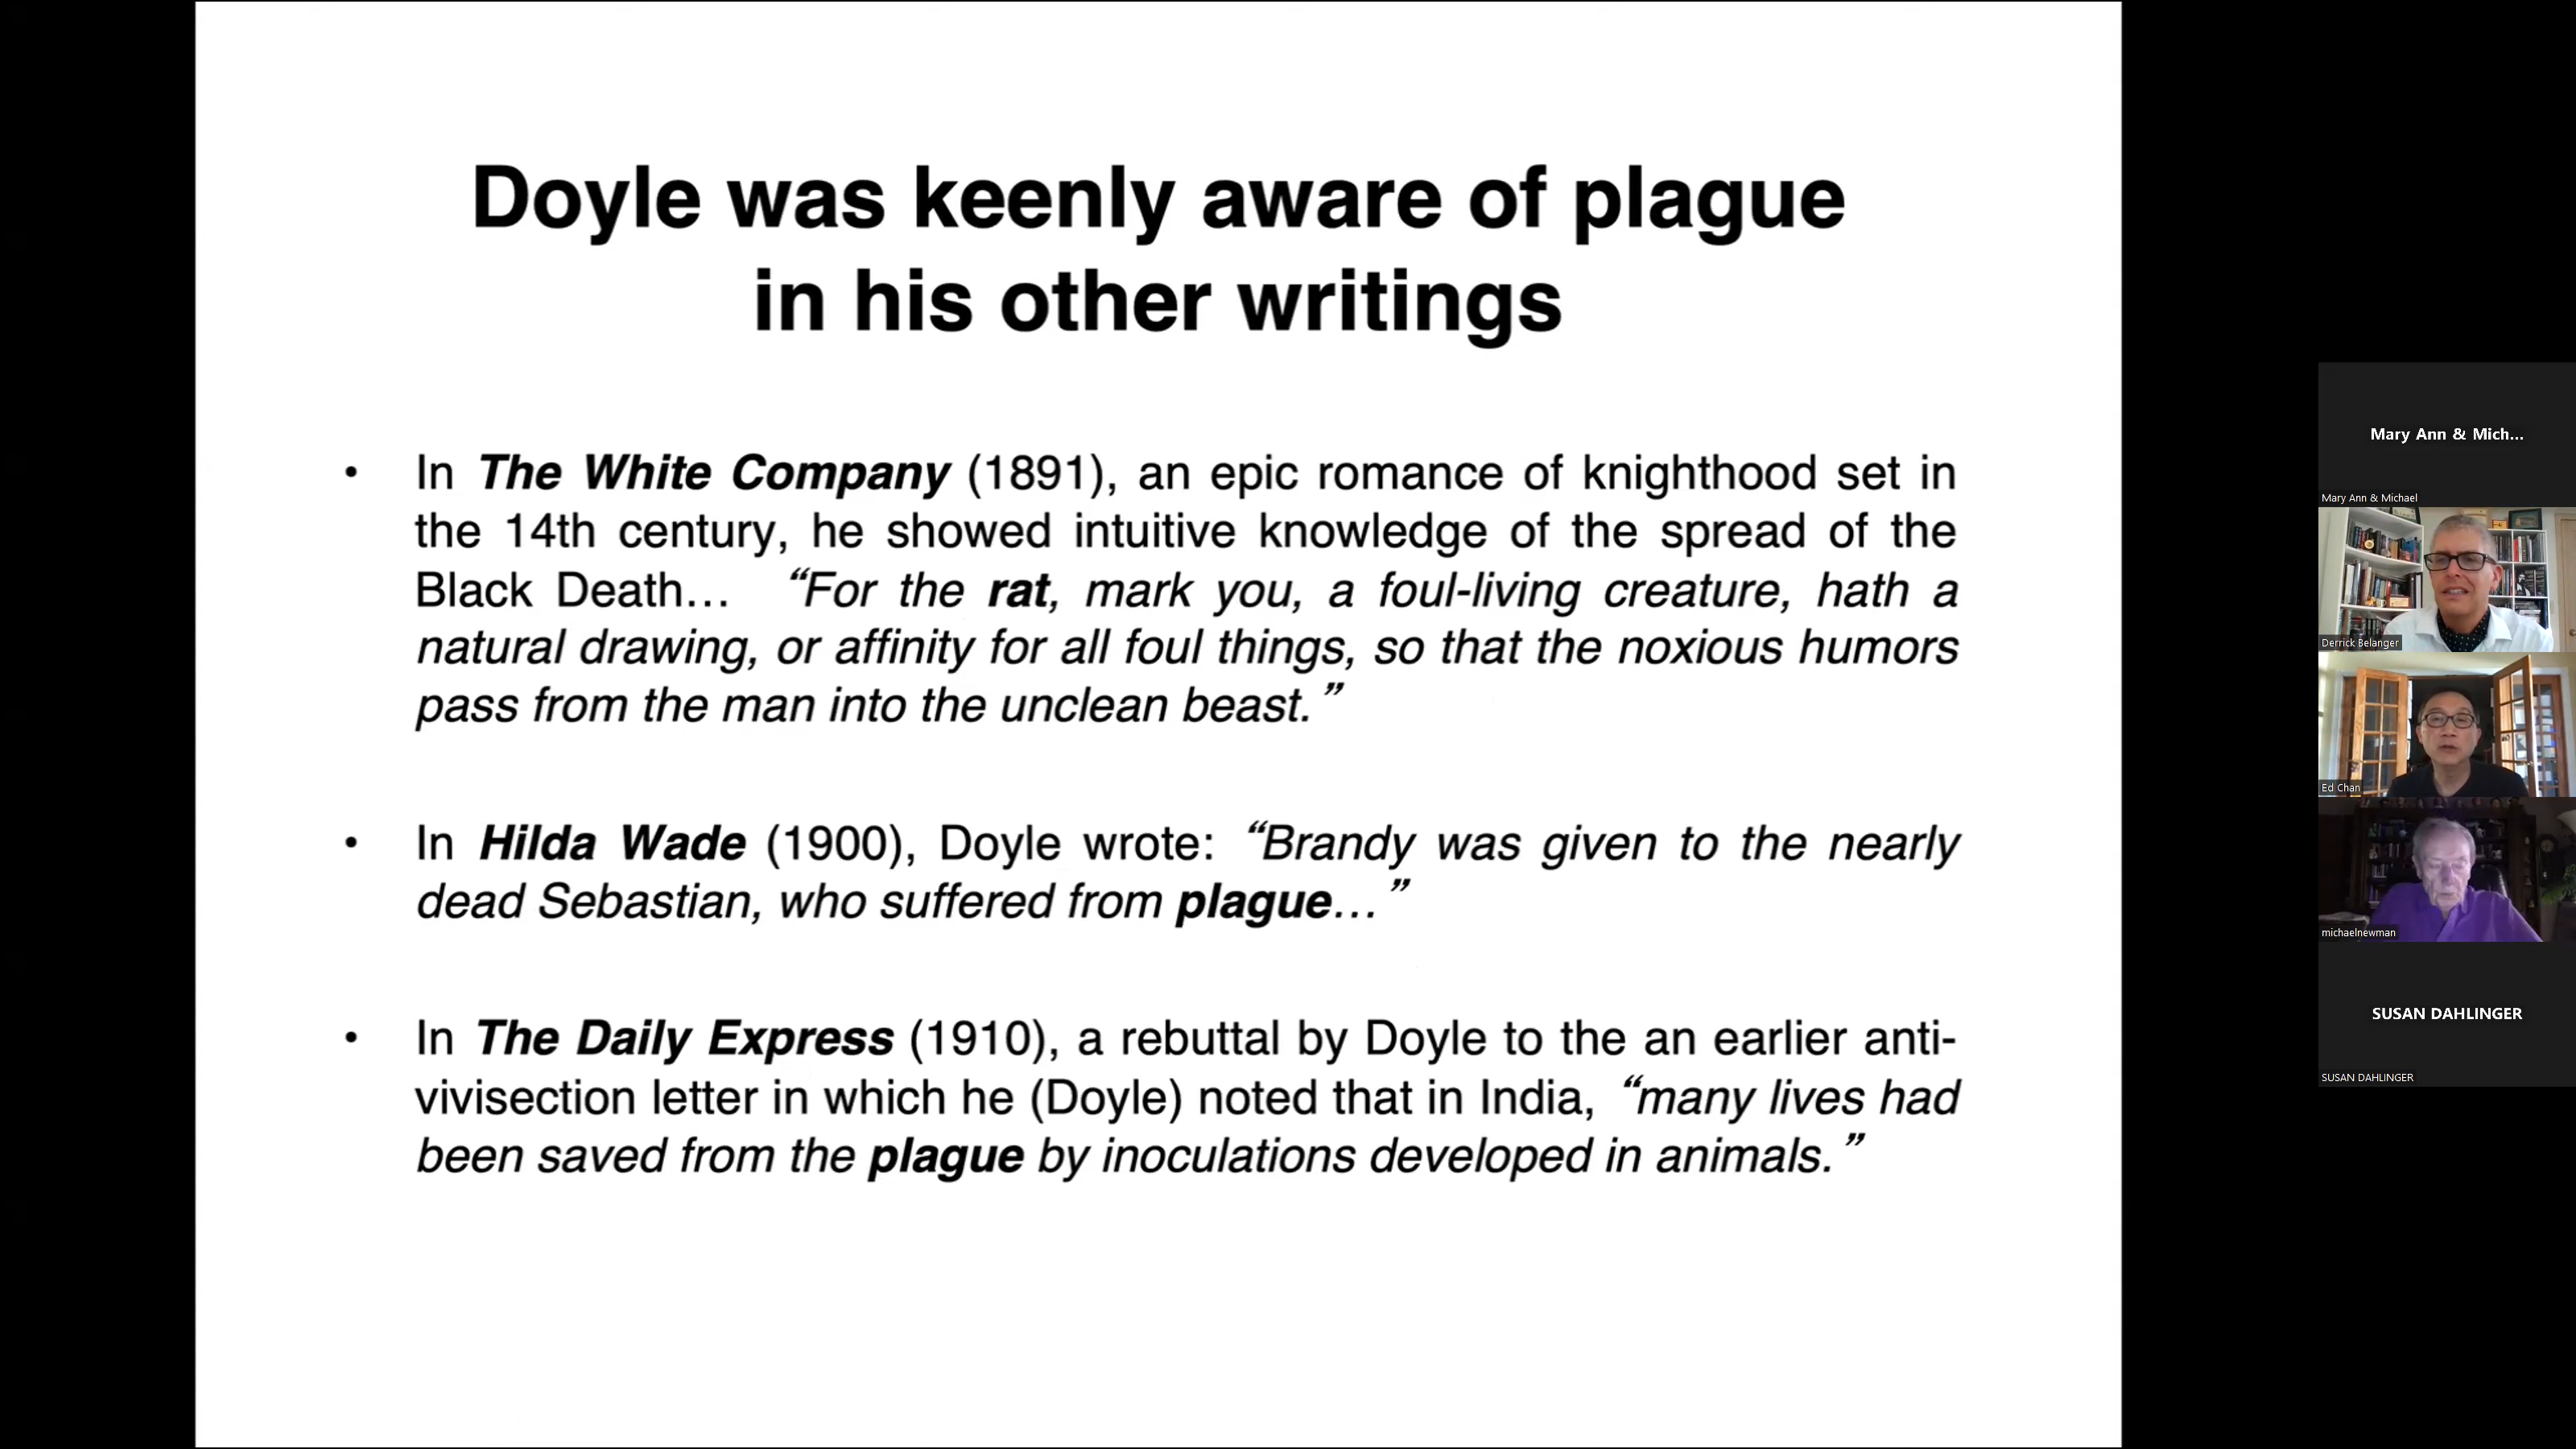 Doyle was keenly aware of plague
in his other writings
• In The White Company (1891), an epic romance of knighthood set in
the 14th century, he showed intuitive knowledge of the spread of the
Black Death… “For the rat, mark you, a foul-living creature, hath a
natural drawing, or affinity for all foul things, so that the noxious humors
pass from the man into the unclean beast.”
• In Hilda Wade (1900), Doyle wrote: “Brandy was given to the nearly
dead Sebastian, who suffered from plague…”
• In The Daily Express (1910), a rebuttal by Doyle to the an earlier anti-
vivisection letter in which he (Doyle) noted that in India, “many lives had
been saved from the plague by inoculations developed in animals.”
Mary Ann & Mich...
Mary Ann & Michael
Derrick Belanger
Ed Chan
michaelnewman
SUSAN DAHLINGER
SUSAN DAHLINGER